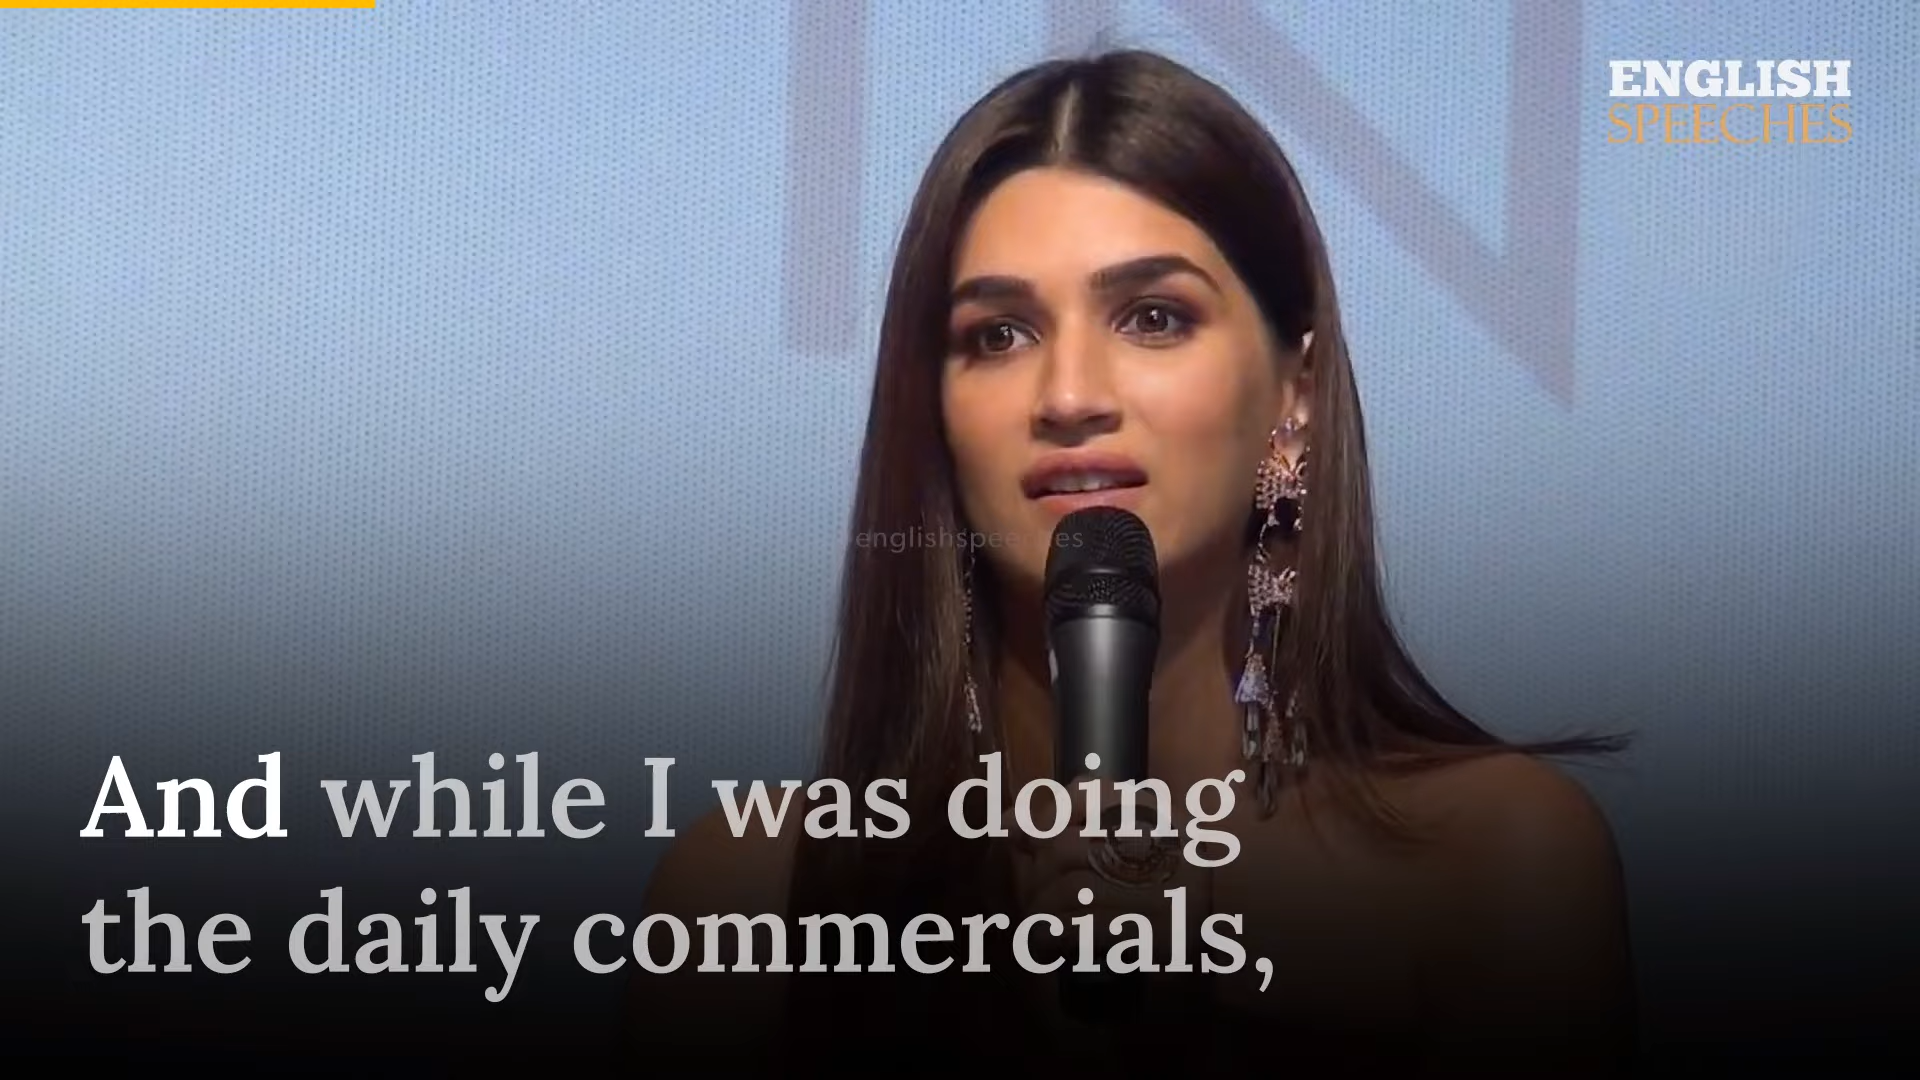 ENGLISH
SPEECHES
englishspeeches
And while I was doing
the daily commercials,